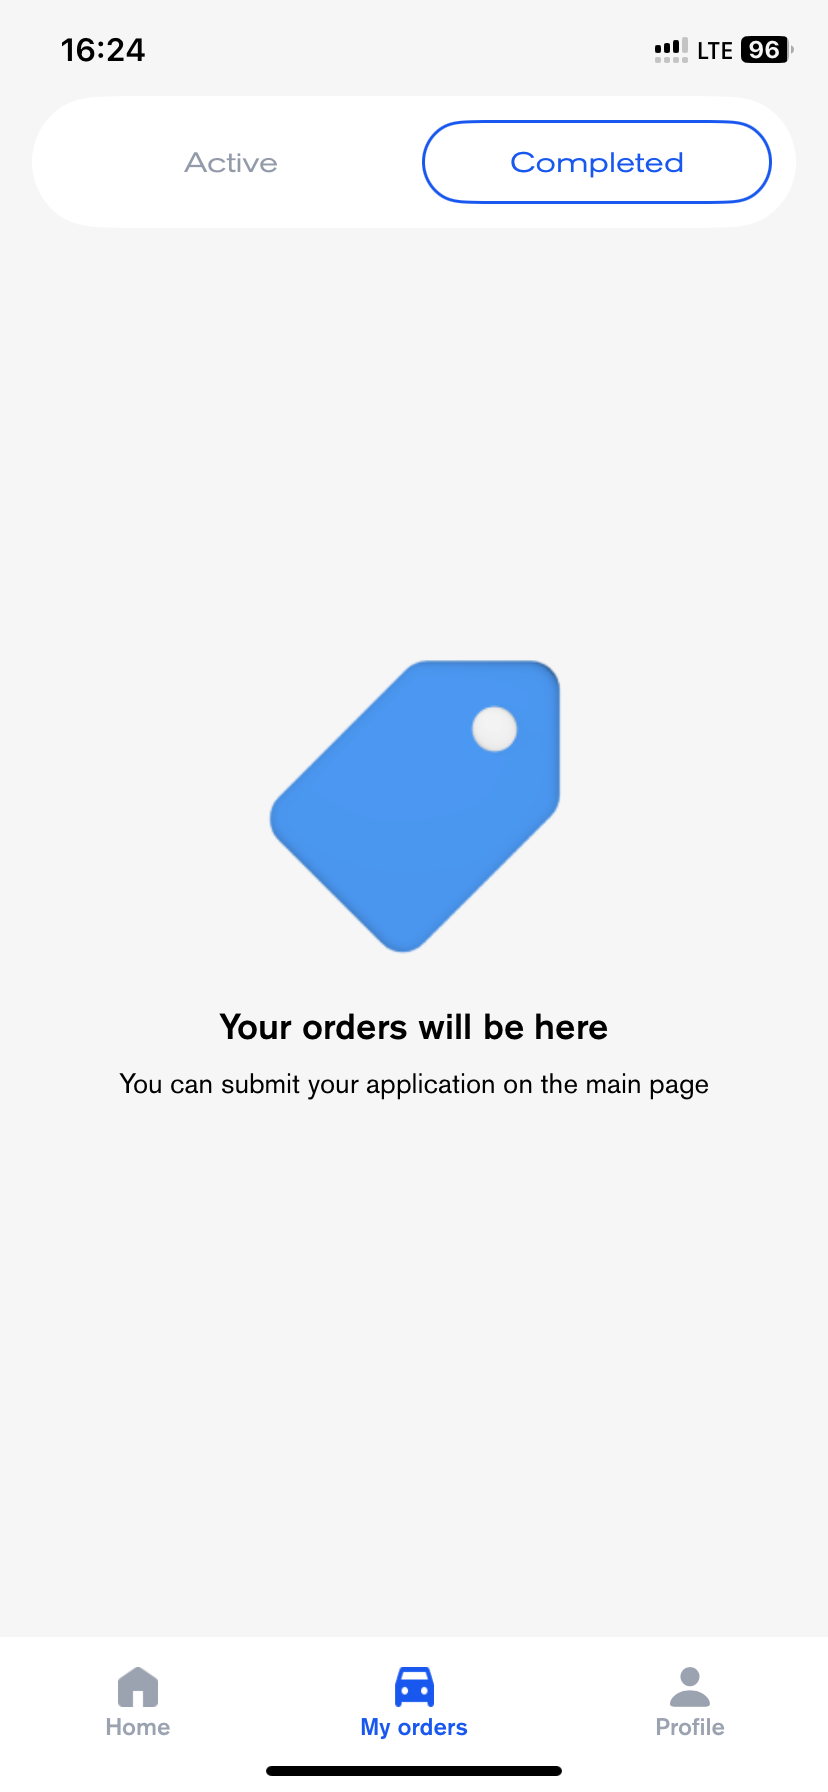 16:24
LTE 96
Active
Completed
Your orders will be here
You can submit your application on the main page
Home
My orders
Profile